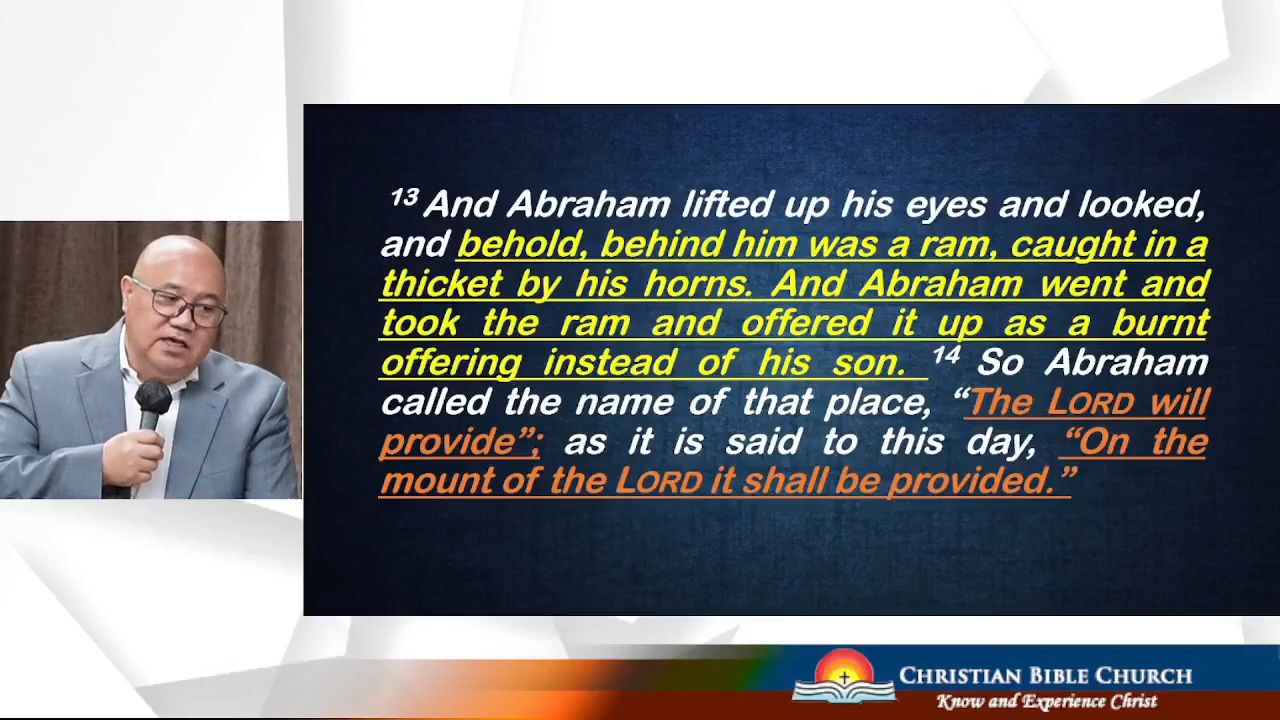 13 And Abraham lifted up his eyes and looked,
and behold, behind him was a ram, caught in a
thicket by his horns. And Abraham went and
took the ram and offered it up as a burnt
offering instead of his son. 14 So Abraham
called the name of that place, “The LORD will
provide”; as it is said to this day, “On the
mount of the LORD it shall be provided.”
CHRISTIAN BIBLE CHURCH
Know and Experience Christ